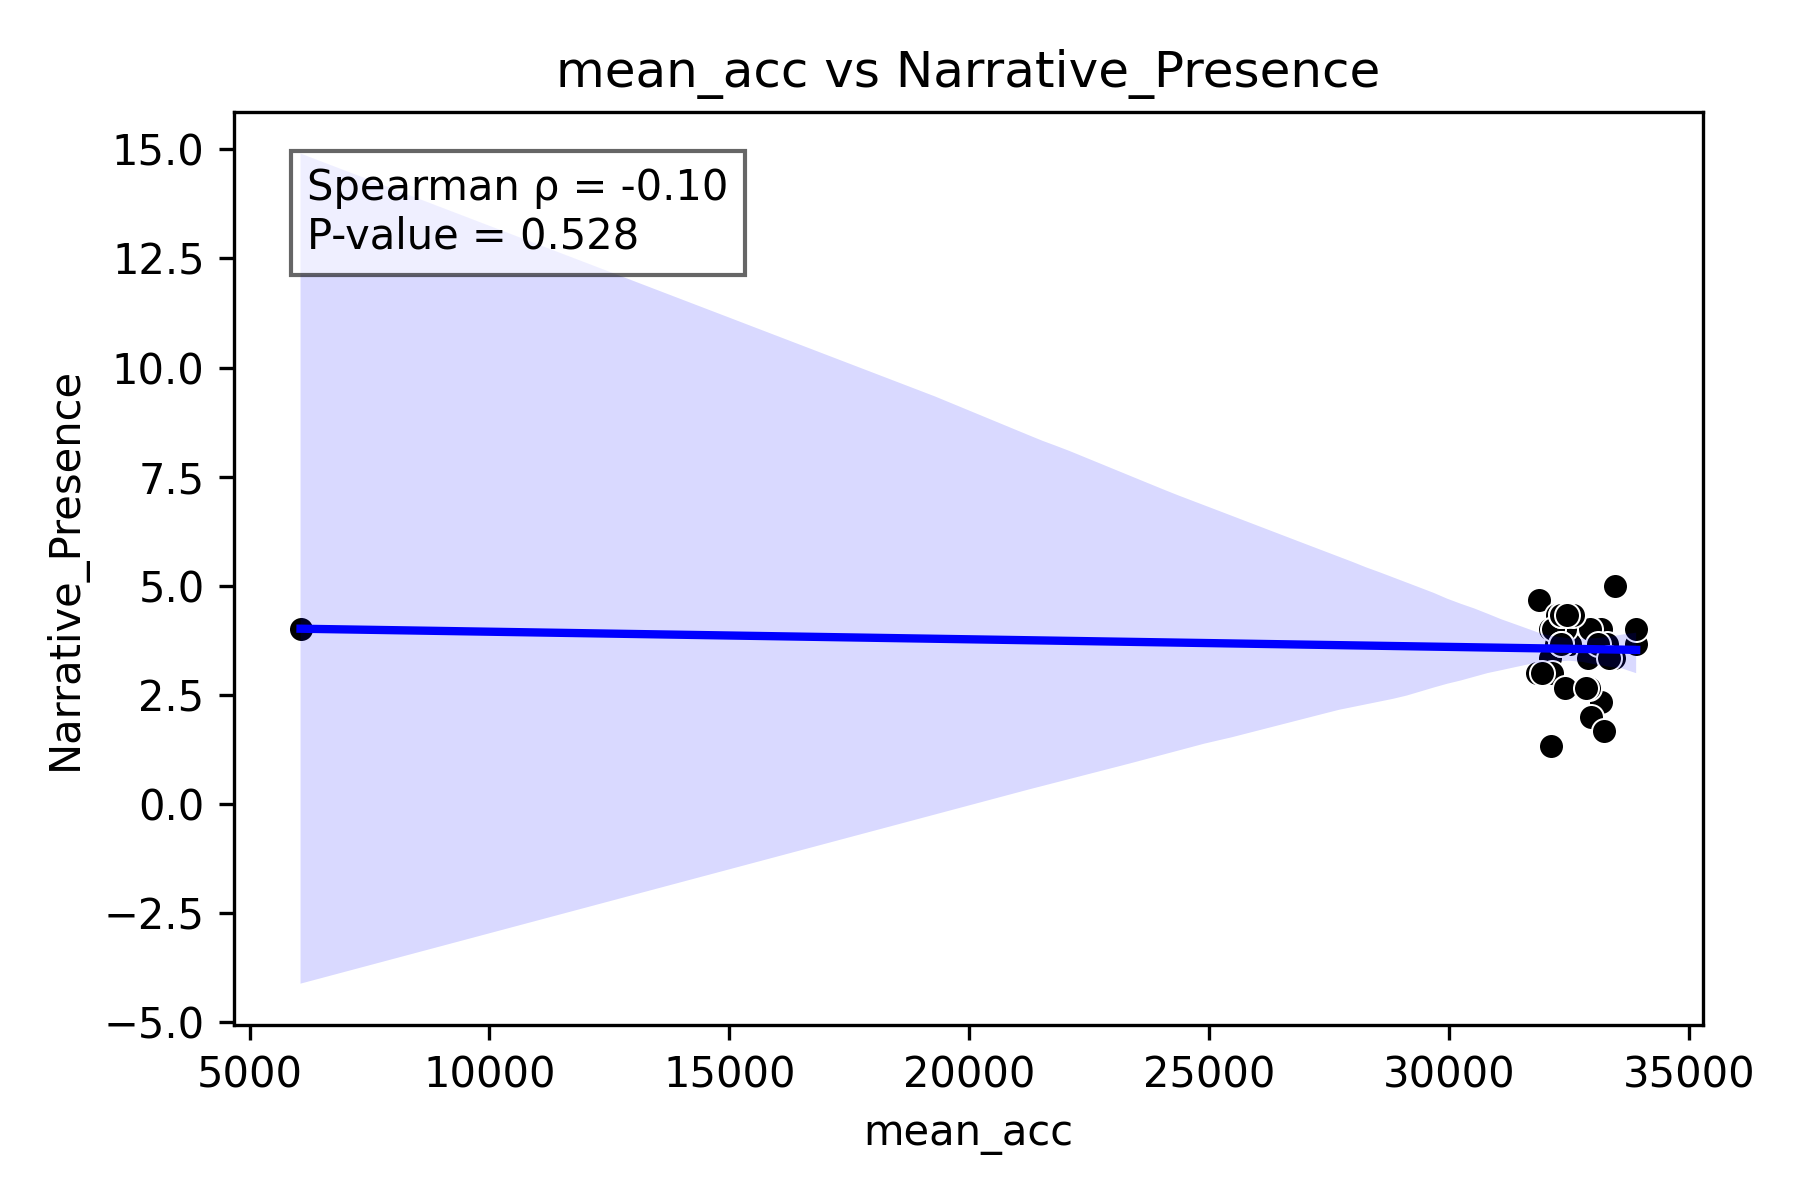 mean_acc vs Narrative_Presence
Spearman ρ = -0.10
P-value = 0.528
Narrative_Presence
15.0
12.5
10.0
7.5
5.0
2.5
0.0
−2.5
−5.0
5000 10000 15000 20000 25000 30000 35000
mean_acc